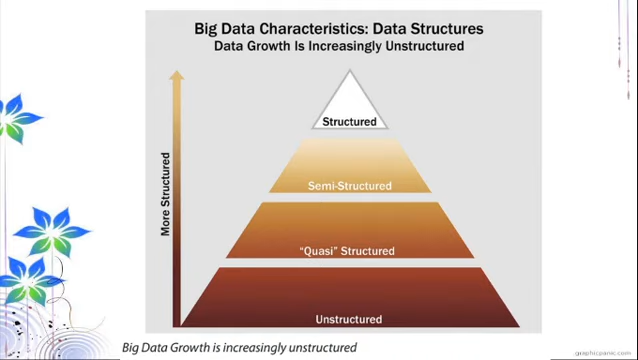 Big Data Characteristics: Data Structures
Data Growth Is Increasingly Unstructured
More Structured
Structured
Semi-Structured
“Quasi” Structured
Unstructured
Big Data Growth is increasingly unstructured
graphicpanic.com